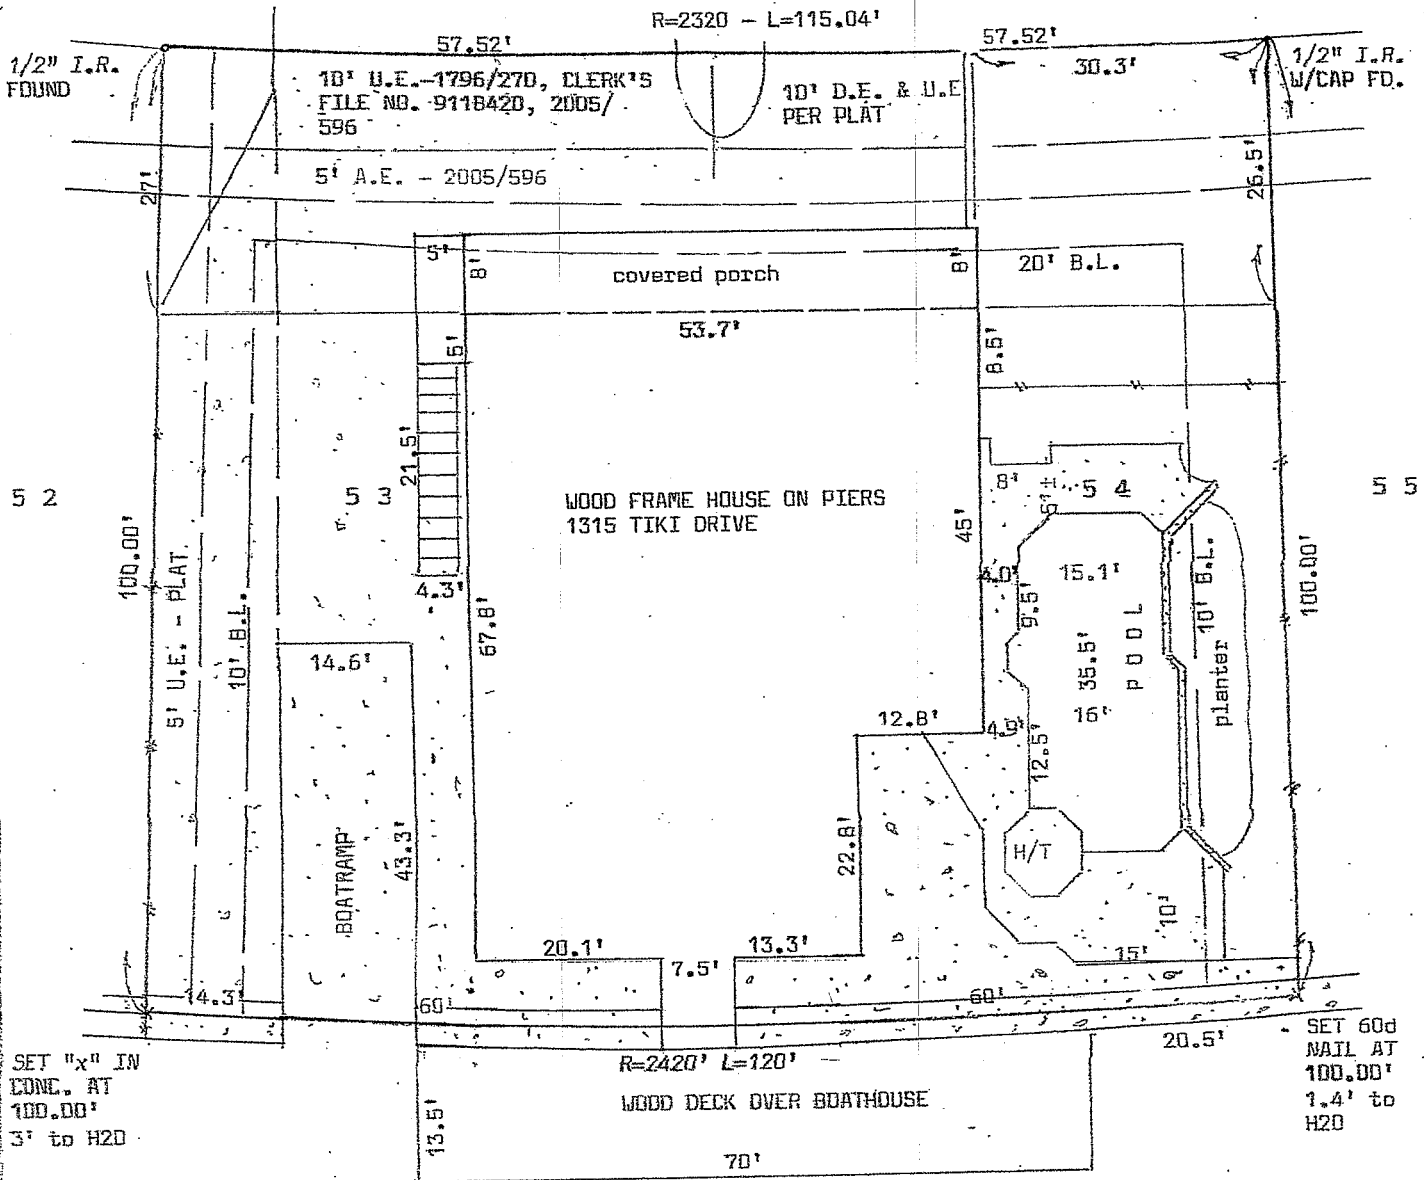 R=2320 - L=115.04'
57.52'
57.52'
1/2" I.R.
FOUND
1/2" I.R.
W/CAP FD.
30.3'
10' U.E.-1796/270, CLERK'S
FILE NO. 9118420, 2005/
596
10' D.E. & U.E
PER PLAT
5' A.E. - 2005/596
27'
26.5'
5'
8'
covered porch
8'
20' B.L.
53.7'
5'
8.5'
21.5'
5 2
5 3
WOOD FRAME HOUSE ON PIERS
1315 TIKI DRIVE
45'
8'
6'±
5 4
5 5
100.00'
5' U.E. - PLAT
10' B.L.
4.3'
67.8'
4.0'
15.1'
9.5'
10' B.L.
100.00'
14.6'
35.5'
POOL
16'
planter
12.8'
4.9'
12.5'
BOATRAMP
43.3'
22.8'
H/T
10'
20.1'
7.5'
13.3'
15'
14.3'
60'
60'
20.5'
R=2420' L=120'
SET "x" IN
CONC. AT
100.00'
3' to H2O
SET 60d
NAIL AT
100.00'
1.4' to
H2O
WOOD DECK OVER BOATHOUSE
13.5'
70'